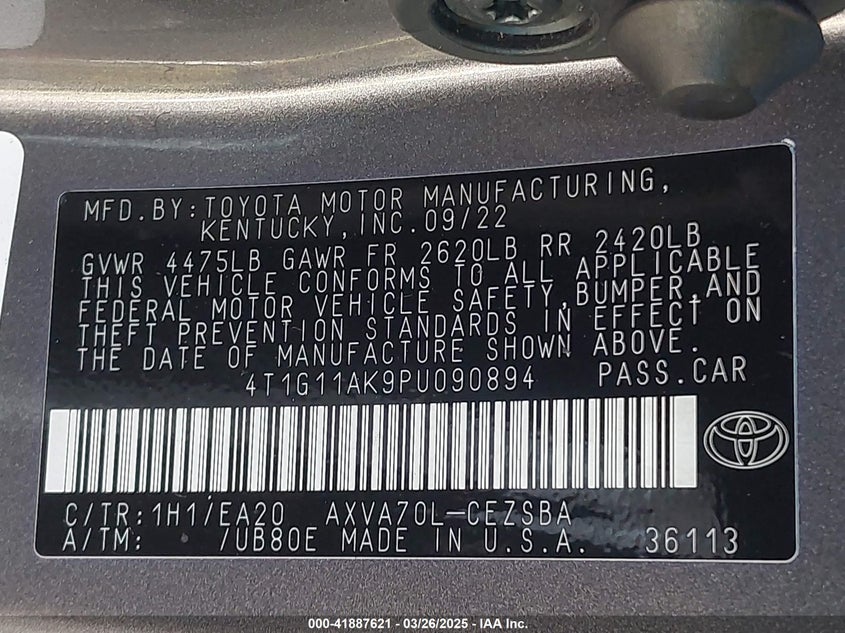 MFD.BY:TOYOTA MOTOR MANUFACTURING,
KENTUCKY,INC.09/22
GVWR 4475LB GAWR FR 2620LB RR 2420LB
THIS VEHICLE CONFORMS TO ALL APPLICABLE
FEDERAL MOTOR VEHICLE SAFETY,BUMPER,AND
THEFT PREVENTION STANDARDS IN EFFECT ON
THE DATE OF MANUFACTURE SHOWN ABOVE.
4T1G11AK9PU090894 PASS.CAR
C/TR:1H1/EA20 AXVA70L-CEZSBA
A/TM: /UB80E MADE IN U.S.A. 36113
000-41887621 - 03/26/2025 - IAA Inc.